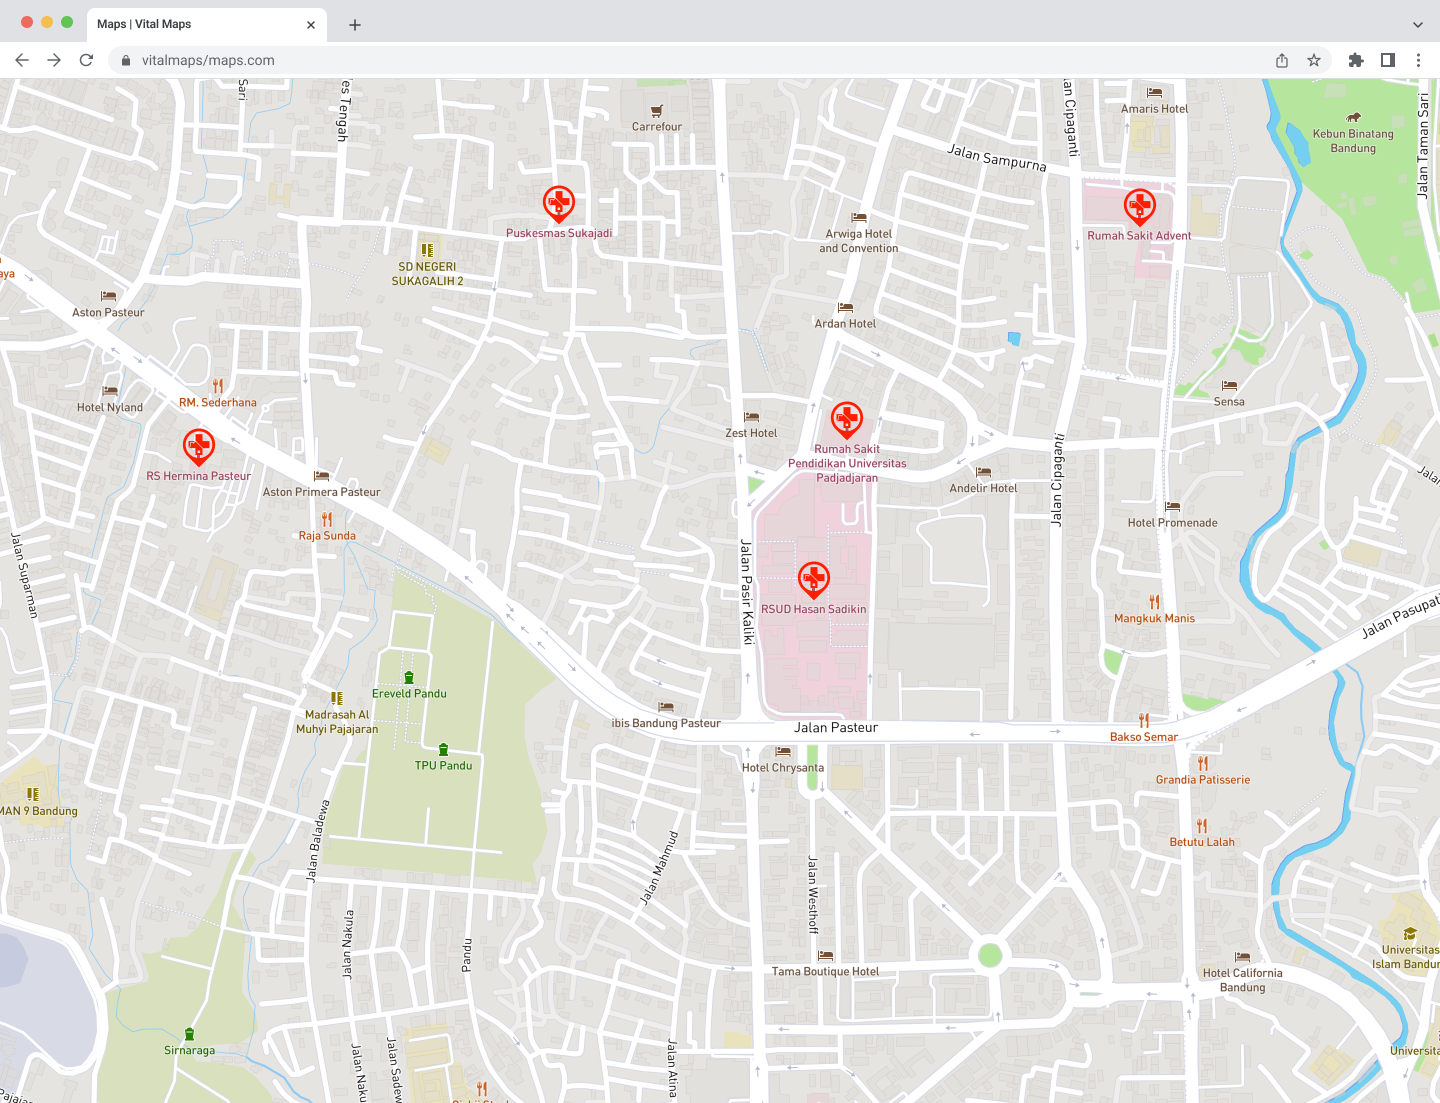 Maps | Vital Maps
vitalmaps/maps.com
Sari
es Tengah
Carrefour
Jalan Sampurna
lan Cipaganti
Amaris Hotel
Kebun Binatang
Bandung
Jalan Taman Sari
Puskesmas Sukajadi
Rumah Sakit Advent
Arwiga Hotel
and Convention
SD NEGERI
SUKAGALIH 2
aya
Aston Pasteur
Ardan Hotel
Hotel Nyland
RM. Sederhana
Sensa
Zest Hotel
RS Hermina Pasteur
Rumah Sakit
Pendidikan Universitas
Padjadjaran
Aston Primera Pasteur
Andelir Hotel
Jalan Cipaganti
Jalan
Raja Sunda
Hotel Promenade
Jalan Suparman
Jalan Pasir Kaliki
RSUD Hasan Sadikin
Mangkuk Manis
Jalan Pasupati
Ereveld Pandu
Madrasah Al
Muhyi Pajajaran
ibis Bandung Pasteur
Jalan Pasteur
Bakso Semar
TPU Pandu
Hotel Chrysanta
Grandia Patisserie
MAN 9 Bandung
Jalan Baladewa
Jalan Mahmud
Betutu Lalah
Jalan Westhoff
Jalan Nakula
Pandu
Universitas
Islam Bandun
Tama Boutique Hotel
Hotel California
Bandung
Sirnaraga
Universita
Jalan Naku
Jalan Sadew
Jalan Atina
Pajajar